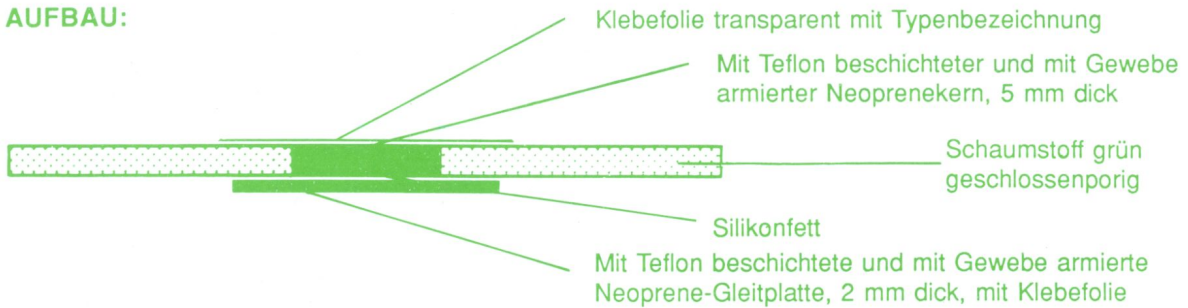 AUFBAU:
Klebefolie transparent mit Typenbezeichnung
Mit Teflon beschichteter und mit Gewebe
armierter Neoprenekern, 5 mm dick
Schaumstoff grün
geschlossenporig
Silikonfett
Mit Teflon beschichtete und mit Gewebe armierte
Neoprene-Gleitplatte, 2 mm dick, mit Klebefolie